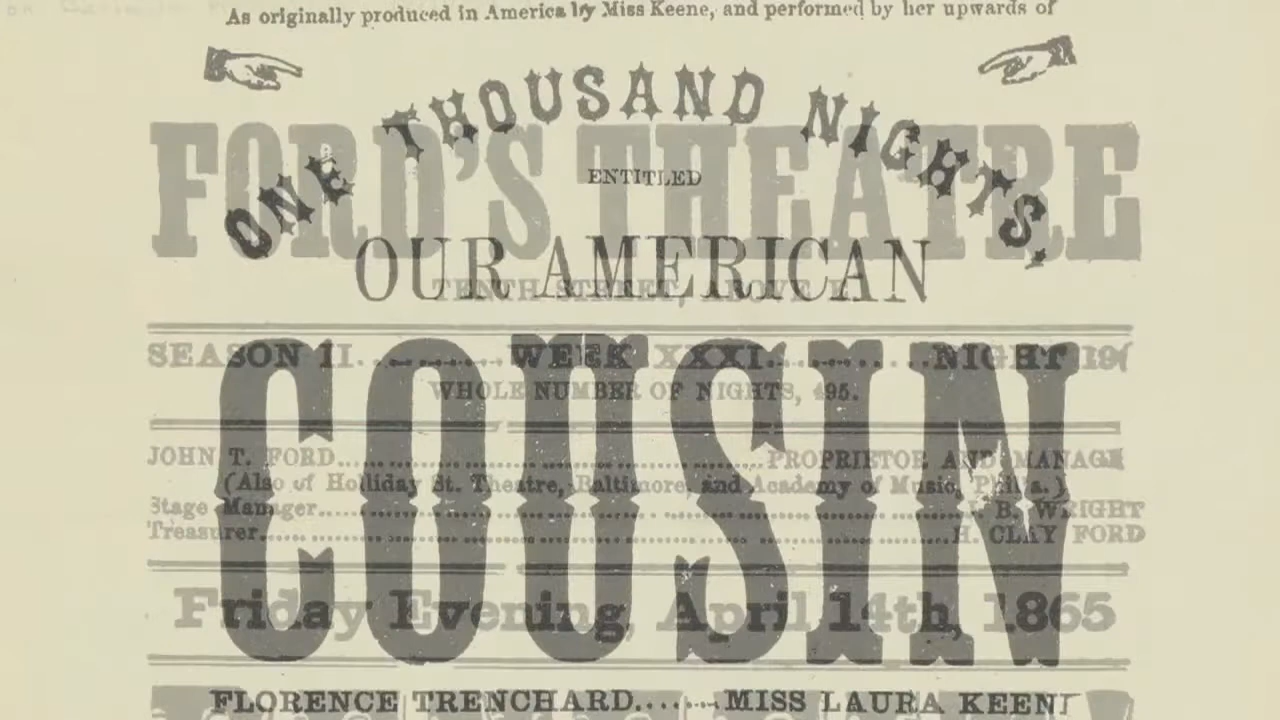 As originally produced in America by Miss Keene, and performed by her upwards of
ONE THOUSAND NIGHTS,
FORD'S THEATRE
ENTITLED
OUR AMERICAN
TENTH STREET, ABOVE E.
COUSIN
SEASON II............WEEK XXXI............NIGHT 19
WHOLE NUMBER OF NIGHTS, 495.
JOHN T. FORD............PROPRIETOR AND MANAGE
(Also of Holliday St. Theatre, Baltimore, and Academy of Music, Phil'a.)
Stage Manager............J. B. WRIGHT
Treasurer............H. CLAY FORD
Friday Evening, April 14th, 1865
FLORENCE TRENCHARD.......MISS LAURA KEENE